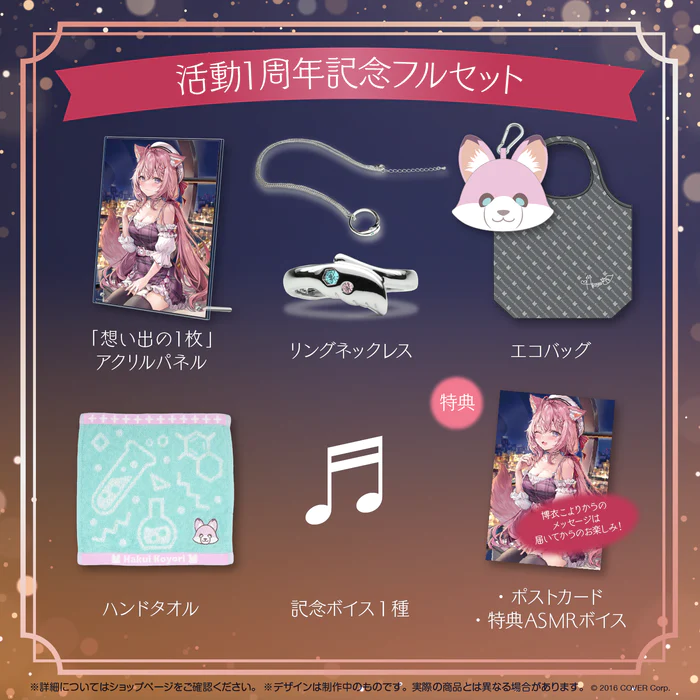 活動1周年記念フルセット
「想い出の1枚」
アクリルパネル
リングネックレス
エコバッグ
特典
博衣こよりからの
メッセージは
届いてからのお楽しみ！
Hakui Koyori
ハンドタオル
記念ボイス1種
・ポストカード
・特典ASMRボイス
※詳細についてはショップページをご確認ください。 ※デザインは制作中のものです。実際の商品とは異なる場合があります。 © 2016 COVER Corp.